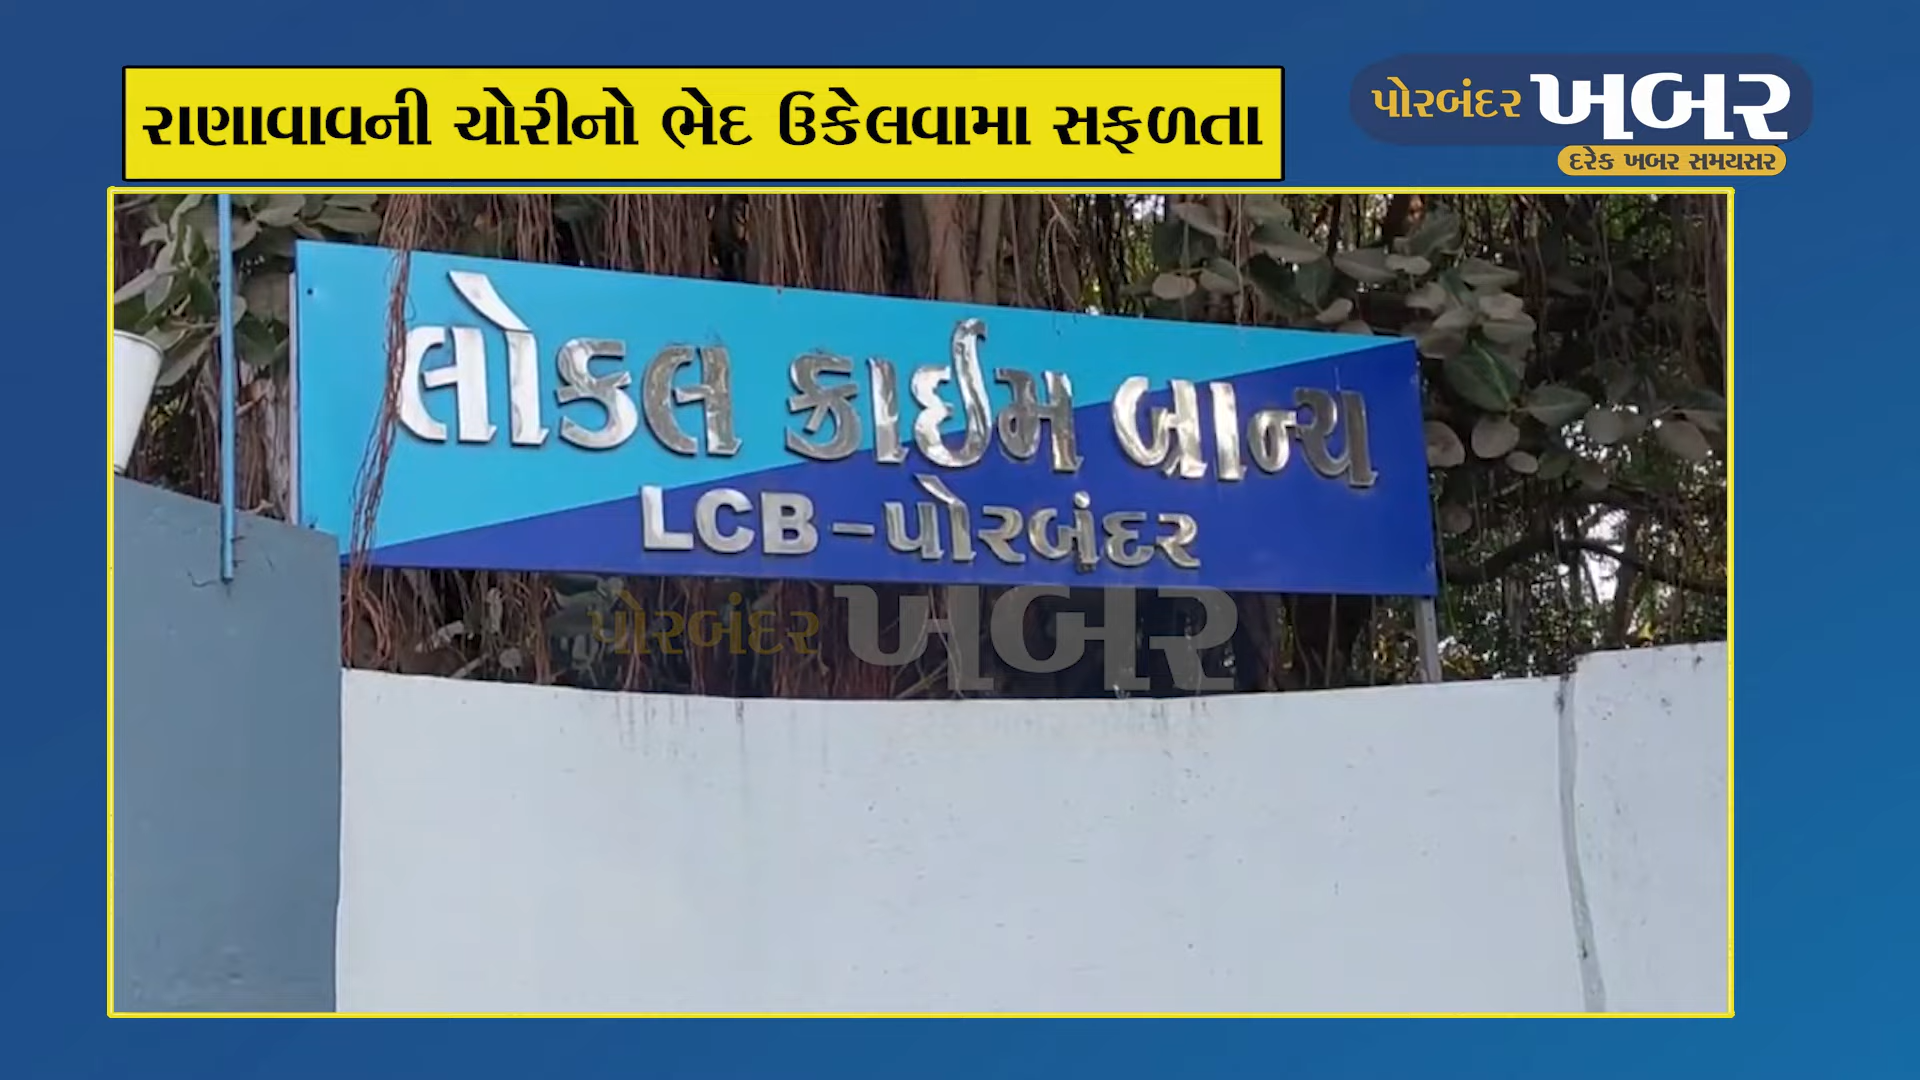 રાણાવાવની ચોરીનો ભેદ ઉકેલવામા સફળતા
પોરબંદર ખબર
દરેક ખબર સમયસર
લોકલ ક્રાઈમ બ્રાન્ચ
LCB-પોરબંદર
પોરબંદર ખબર